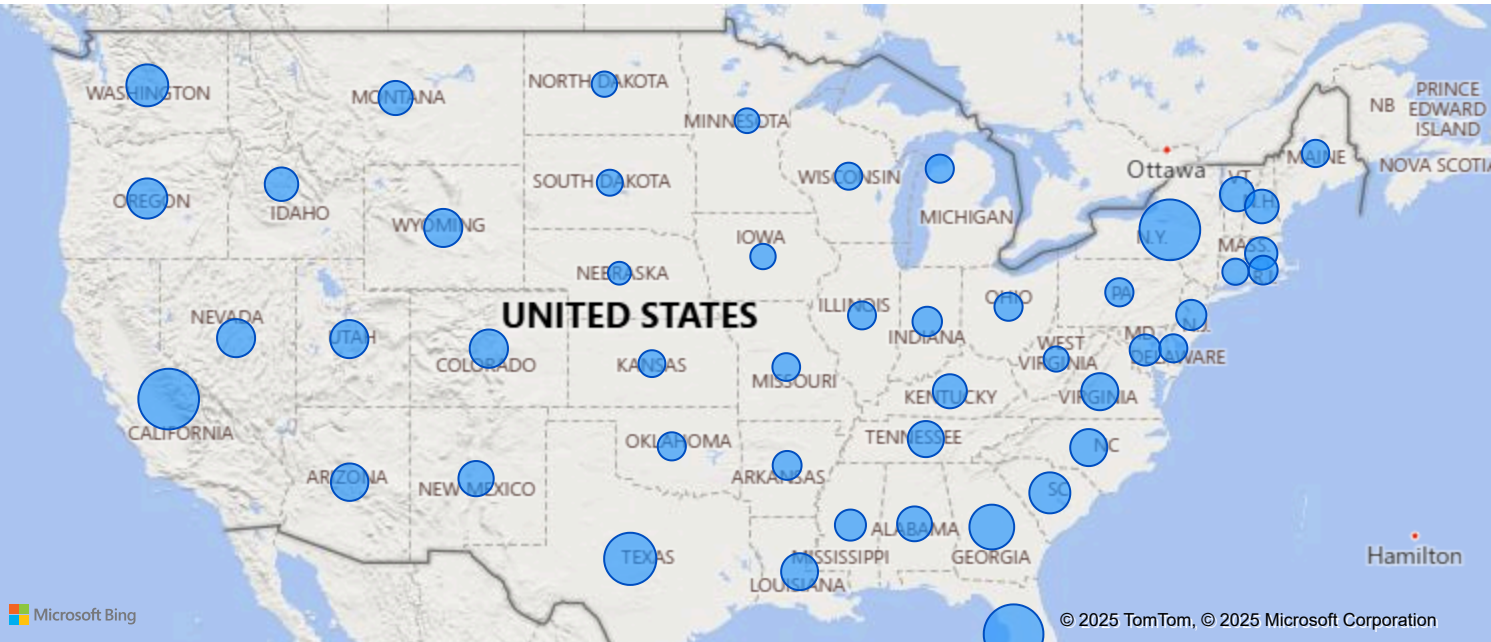 NORTH DAKOTA
WASHINGTON
MONTANA
MINNESOTA
NB
PRINCE
EDWARD
ISLAND
Ottawa
MAINE
NOVA SCOTIA
VT.
N.H.
SOUTH DAKOTA
WISCONSIN
OREGON
IDAHO
WYOMING
MICHIGAN
IOWA
N.Y.
MASS.
R.I.
NEBRASKA
UNITED STATES
NEVADA
UTAH
COLORADO
ILLINOIS
INDIANA
OHIO
PA
N.J.
MD.
DELAWARE
WEST
VIRGINIA
KANSAS
MISSOURI
KENTUCKY
VIRGINIA
CALIFORNIA
OKLAHOMA
TENNESSEE
NC
ARIZONA
NEW MEXICO
ARKANSAS
SC
TEXAS
MISSISSIPPI
ALABAMA
GEORGIA
LOUISIANA
Hamilton
Microsoft Bing
© 2025 TomTom, © 2025 Microsoft Corporation